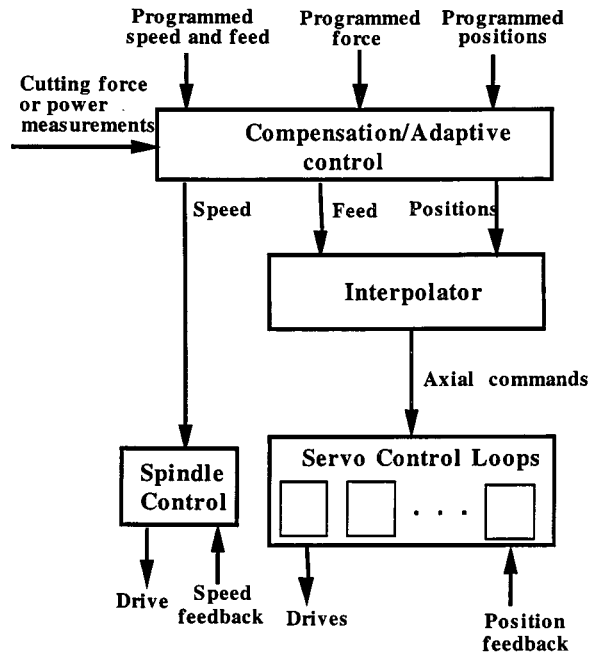 Programmed
speed and feed
Programmed
force
Programmed
positions
Cutting force
or power
measurements
Compensation/Adaptive
control
Speed
Feed
Positions
Interpolator
Axial commands
Spindle
Control
Servo Control Loops
. . .
Drive
Speed
feedback
Drives
Position
feedback